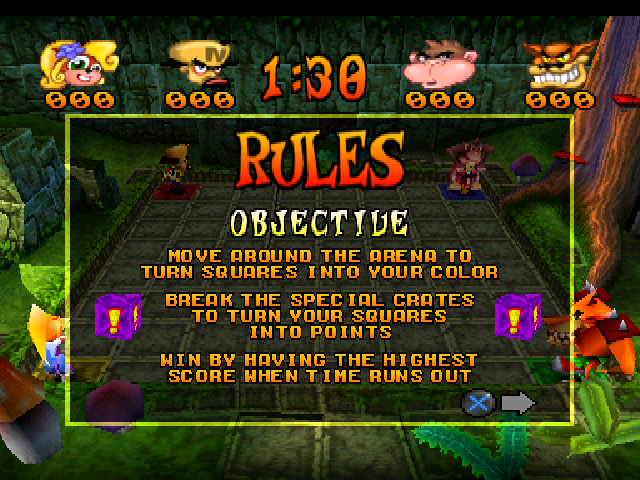 1:30
000 000 000 000
RULES
OBJECTIVE
MOVE AROUND THE ARENA TO
TURN SQUARES INTO YOUR COLOR
BREAK THE SPECIAL CRATES
TO TURN YOUR SQUARES
INTO POINTS
WIN BY HAVING THE HIGHEST
SCORE WHEN TIME RUNS OUT